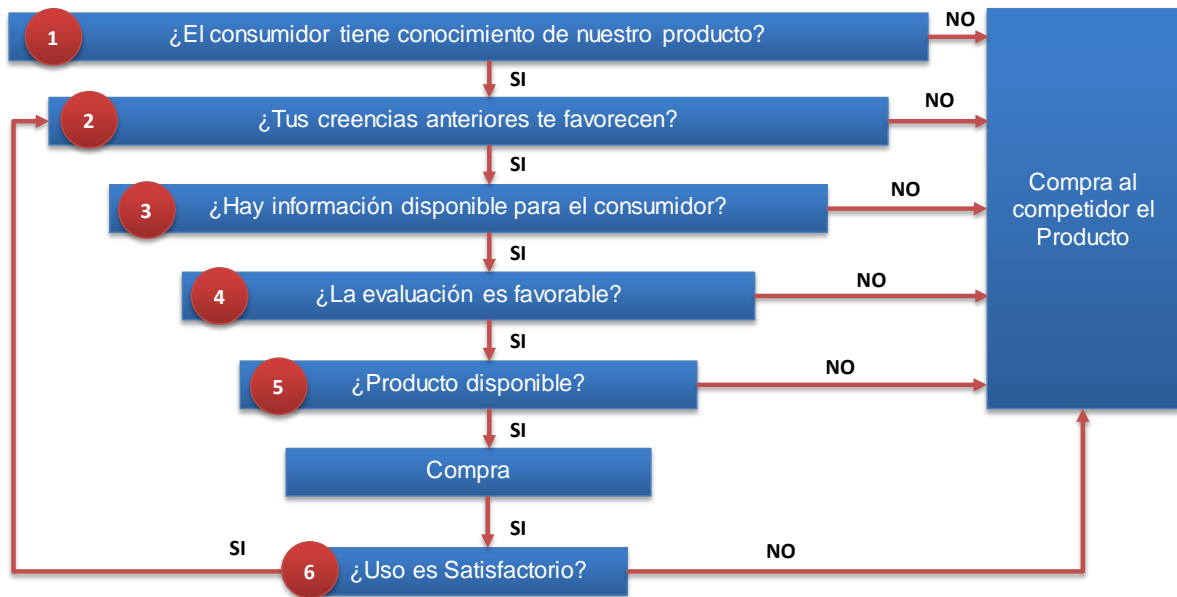 1
¿El consumidor tiene conocimiento de nuestro producto?
NO
SI
2
¿Tus creencias anteriores te favorecen?
NO
SI
3
¿Hay información disponible para el consumidor?
NO
SI
4
¿La evaluación es favorable?
NO
SI
5
¿Producto disponible?
NO
SI
Compra
SI
6
¿Uso es Satisfactorio?
SI
NO
Compra al
competidor el
Producto